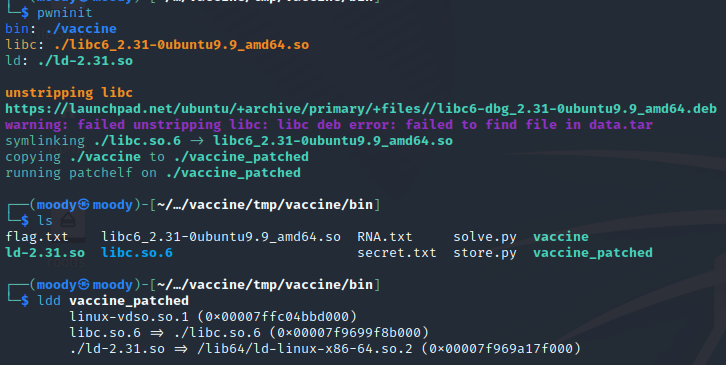 ┌──(moody㉿moody)-[~/…/vaccine/tmp/vaccine/bin]
└─$ pwninit
bin: ./vaccine
libc: ./libc6_2.31-0ubuntu9.9_amd64.so
ld: ./ld-2.31.so
unstripping libc
https://launchpad.net/ubuntu/+archive/primary/+files//libc6-dbg_2.31-0ubuntu9.9_amd64.deb
warning: failed unstripping libc: libc deb error: failed to find file in data.tar
symlinking ./libc.so.6 -> libc6_2.31-0ubuntu9.9_amd64.so
copying ./vaccine to ./vaccine_patched
running patchelf on ./vaccine_patched
┌──(moody㉿moody)-[~/…/vaccine/tmp/vaccine/bin]
└─$ ls
flag.txt libc6_2.31-0ubuntu9.9_amd64.so RNA.txt solve.py vaccine
ld-2.31.so libc.so.6 secret.txt store.py vaccine_patched
┌──(moody㉿moody)-[~/…/vaccine/tmp/vaccine/bin]
└─$ ldd vaccine_patched
linux-vdso.so.1 (0×00007ffc04bbd000)
libc.so.6 => ./libc.so.6 (0×00007f9699f8b000)
./ld-2.31.so => /lib64/ld-linux-x86-64.so.2 (0×00007f969a17f000)